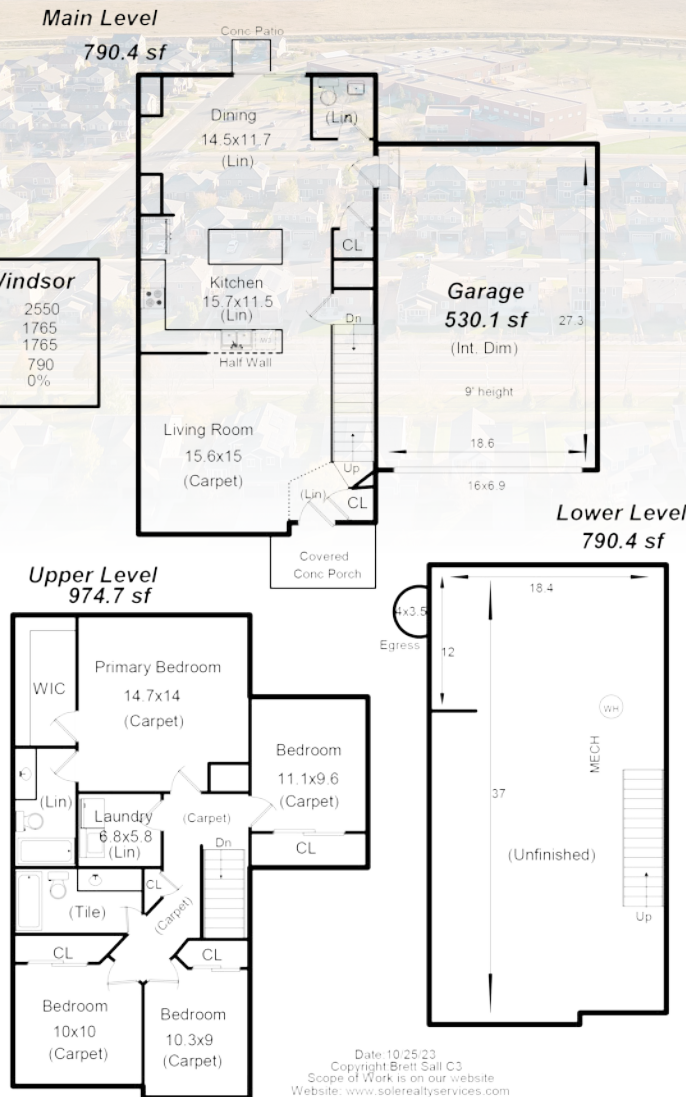 Main Level
790.4 sf
Conc Patio
Dining
14.5x11.7
(Lin)
(Lin)
CL
Kitchen
15.7x11.5
(Lin)
Dn
Half Wall
Living Room
15.6x15
(Carpet)
Up
(Lin)
CL
Covered
Conc Porch
Garage
530.1 sf
(Int. Dim)
27.3
9' height
18.6
16x6.9
Windsor
2550
1765
1765
790
0%
Upper Level
974.7 sf
WIC
Primary Bedroom
14.7x14
(Carpet)
Bedroom
11.1x9.6
(Carpet)
CL
(Lin)
Laundry
6.8x5.8
(Lin)
(Carpet)
Dn
CL
(Tile)
(Carpet)
CL
CL
Bedroom
10x10
(Carpet)
Bedroom
10.3x9
(Carpet)
Lower Level
790.4 sf
18.4
4x3.5
Egress
12
WH
MECH
37
(Unfinished)
Up
Date:10/25/23
Copyright Brett Sall C3
Scope of Work is on our website
Website: www.solerealtyservices.com